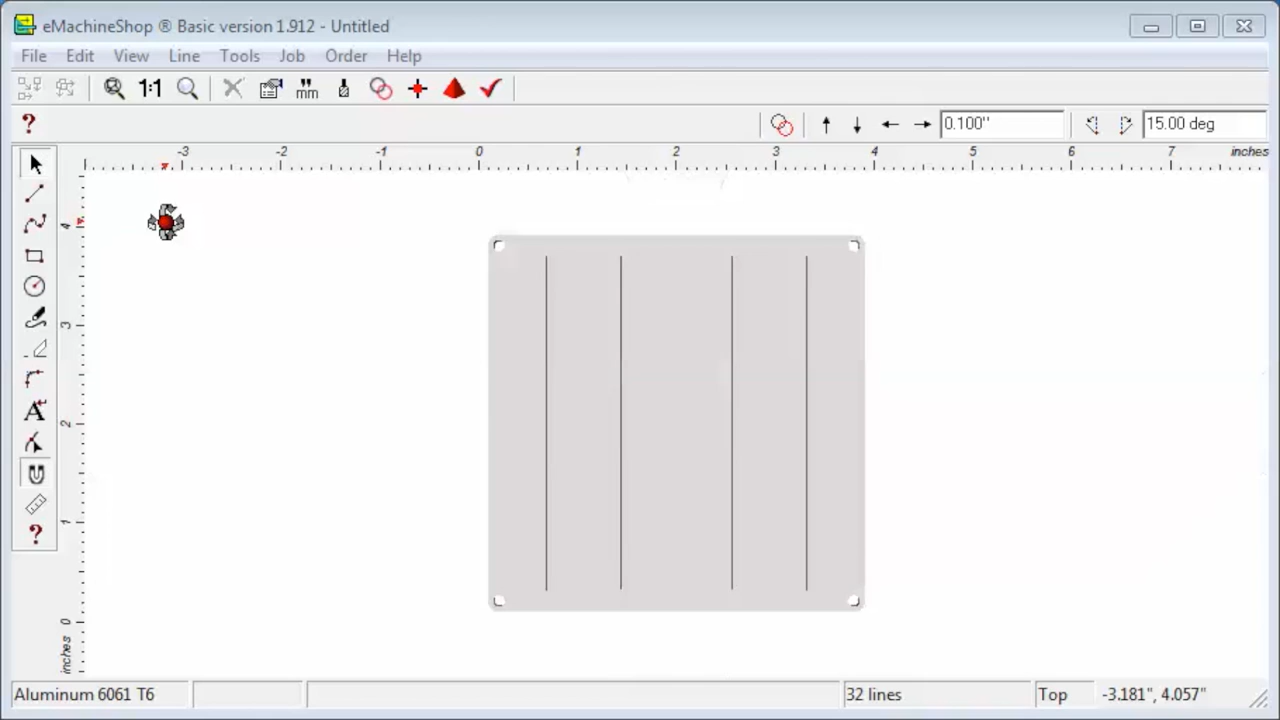 eMachineShop ® Basic version 1.912 - Untitled
File Edit View Line Tools Job Order Help
1:1 mm
? 0.100" 15.00 deg
-3 -2 -1 0 1 2 3 4 5 6 7 inches
4
3
2
1
0
inches
A
?
Aluminum 6061 T6 32 lines Top -3.181", 4.057"